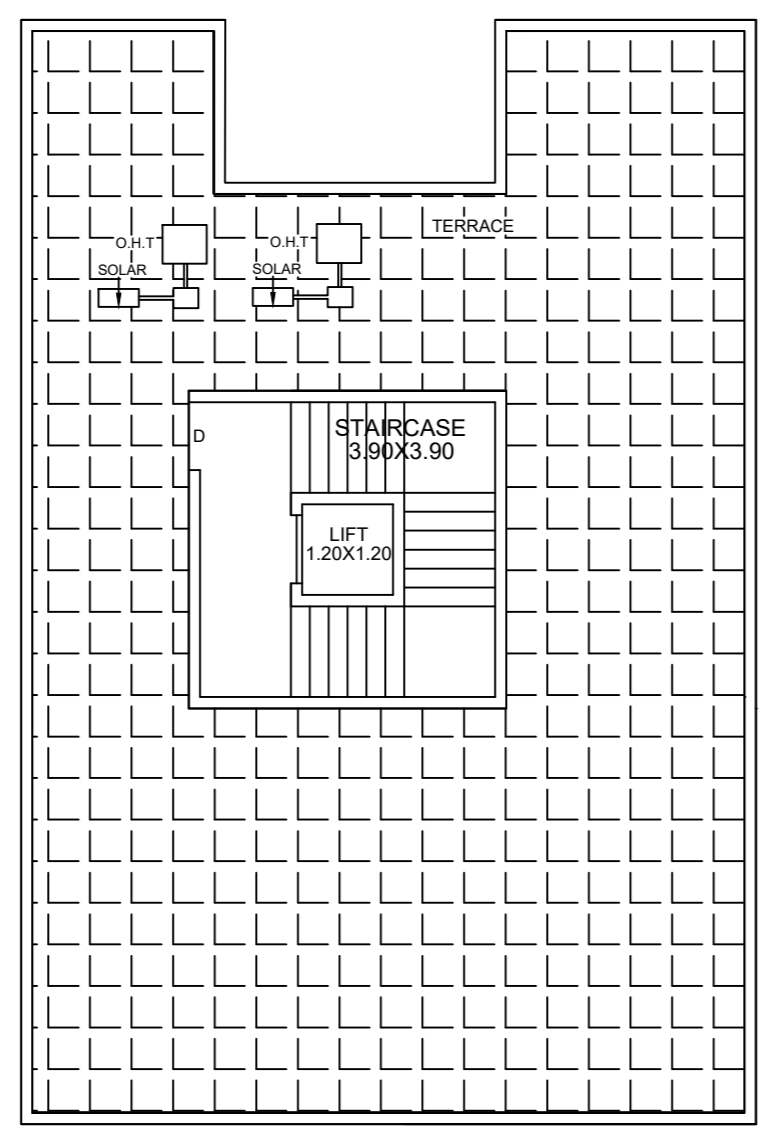 TERRACE
O.H.T
O.H.T
SOLAR
SOLAR
D
STAIRCASE
3.90X3.90
LIFT
1.20X1.20